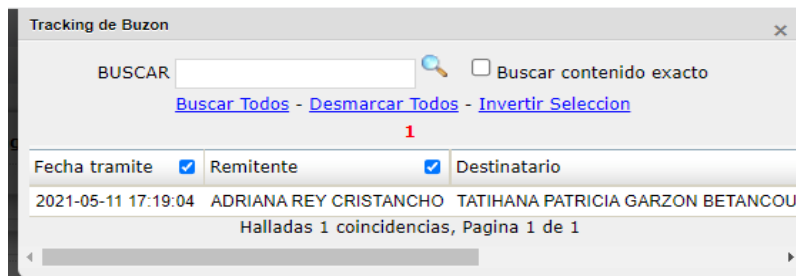 Tracking de Buzon ×
BUSCAR Buscar contenido exacto
Buscar Todos - Desmarcar Todos - Invertir Seleccion
1
Fecha tramite Remitente Destinatario
2021-05-11 17:19:04 ADRIANA REY CRISTANCHO TATIHANA PATRICIA GARZON BETANCOU
Halladas 1 coincidencias, Pagina 1 de 1